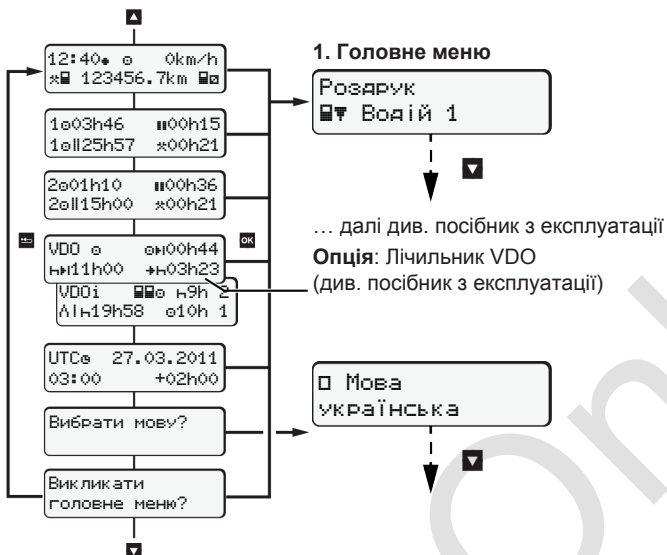 12:40 0km/h
123456.7km
1 03h46 00h15
1 25h57 00h21
2 01h10 00h36
2 15h00 00h21
VDO 00h44
11h00 03h23
VDOi 9h 2
19h58 10h 1
UTC 27.03.2011
03:00 +02h00
Вибрати мову?
Викликати
головне меню?
OK
1. Головне меню
Роздрук
Водій 1
… далі див. посібник з експлуатації
Опція: Лічильник VDO
(див. посібник з експлуатації)
Мова
українська